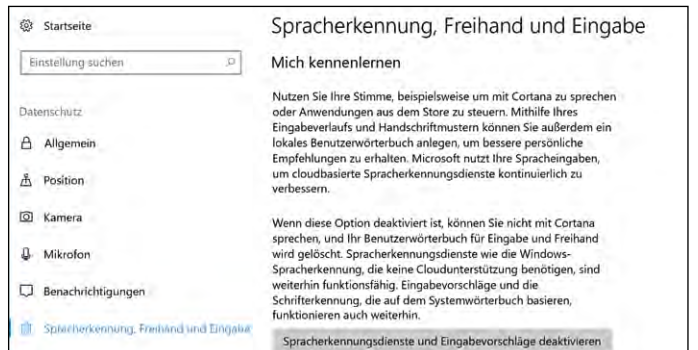 Startseite
Einstellung suchen
Datenschutz
Allgemein
Position
Kamera
Mikrofon
Benachrichtigungen
Spracherkennung, Freihand und Eingabe
Spracherkennung, Freihand und Eingabe
Mich kennenlernen
Nutzen Sie Ihre Stimme, beispielsweise um mit Cortana zu sprechen
oder Anwendungen aus dem Store zu steuern. Mithilfe Ihres
Eingabeverlaufs und Handschriftmustern können Sie außerdem ein
lokales Benutzerwörterbuch anlegen, um bessere persönliche
Empfehlungen zu erhalten. Microsoft nutzt Ihre Spracheingaben,
um cloudbasierte Spracherkennungsdienste kontinuierlich zu
verbessern.
Wenn diese Option deaktiviert ist, können Sie nicht mit Cortana
sprechen, und Ihr Benutzerwörterbuch für Eingabe und Freihand
wird gelöscht. Spracherkennungsdienste wie die Windows-
Spracherkennung, die keine Cloudunterstützung benötigen, sind
weiterhin funktionsfähig. Eingabevorschläge und die
Schrifterkennung, die auf dem Systemwörterbuch basieren,
funktionieren auch weiterhin.
Spracherkennungsdienste und Eingabevorschläge deaktivieren